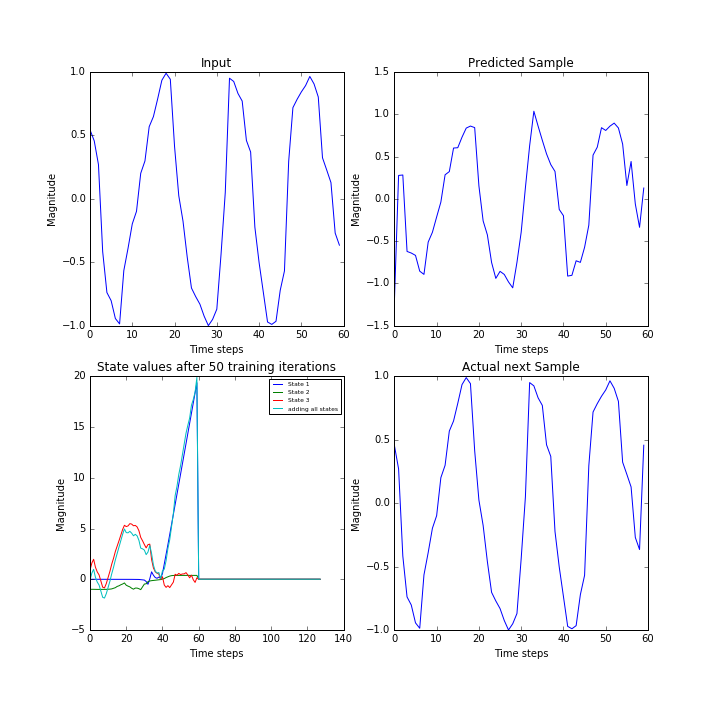 Input
1.0
0.5
0.0
−0.5
−1.0
Magnitude
0 10 20 30 40 50 60
Time steps
Predicted Sample
1.5
1.0
0.5
0.0
−0.5
−1.0
−1.5
Magnitude
0 10 20 30 40 50 60
Time steps
State values after 50 training iterations
20
15
10
5
0
−5
Magnitude
State 1
State 2
State 3
adding all states
0 20 40 60 80 100 120 140
Time steps
Actual next Sample
1.0
0.5
0.0
−0.5
−1.0
Magnitude
0 10 20 30 40 50 60
Time steps